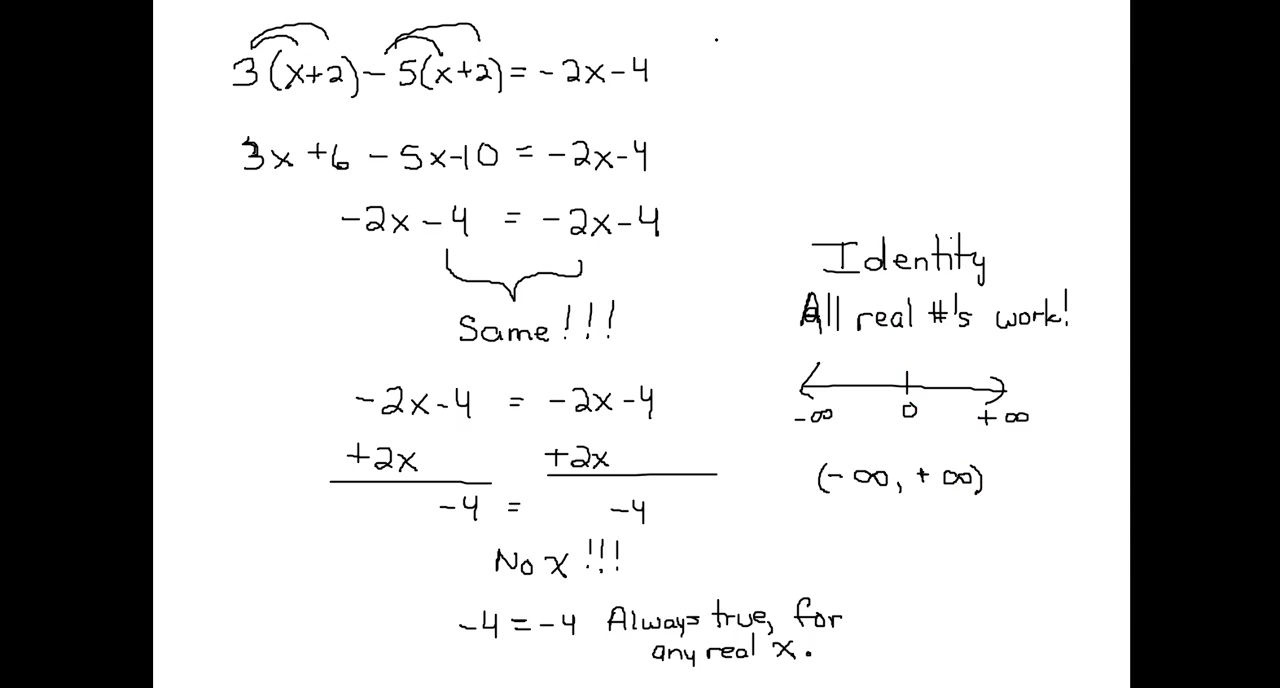 3(x+2)-5(x+2)=-2x-4
3x+6-5x-10=-2x-4
-2x-4=-2x-4
Same!!!
-2x-4=-2x-4
+2x +2x
-4=-4
No x!!!
-4=-4 Always true, for
any real x.
Identity
All real #'s work!
-∞ 0 +∞
(-∞, +∞)